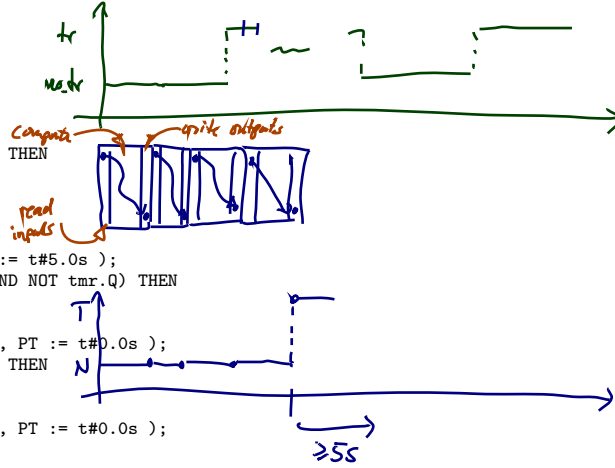 tr
no_tr
compute
write outputs
THEN
read
inputs
:= t#5.0s );
ND NOT tmr.Q) THEN
T
, PT := t#0.0s );
THEN
N
, PT := t#0.0s );
≥5s